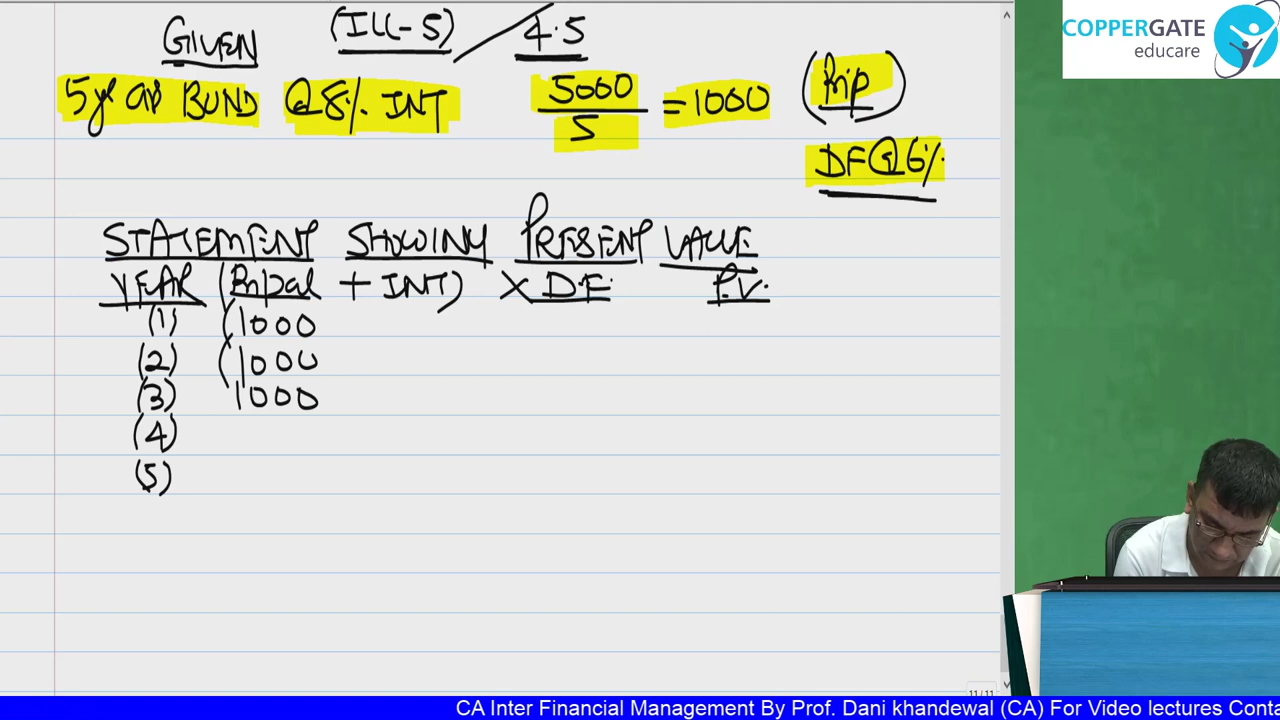 GIVEN (ILL-5) 4.5
5yr BOND @8% INT 5000/5 = 1000 (Prip)
DF@6%
STATEMENT SHOWING PRESENT VALUE
YEAR (Pripal + INT) × DF P.V.
(1) (1000
(2) (1000
(3) 1000
(4)
(5)
COPPERGATE
educare
11/11
CA Inter Financial Management By Prof. Dani khandewal (CA) For Video lectures Conta